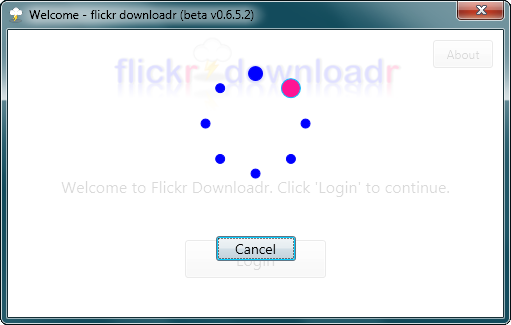 Welcome - flickr downloadr (beta v0.6.5.2)
About
flickr downloadr
Welcome to Flickr Downloadr. Click 'Login' to continue.
Cancel
Login